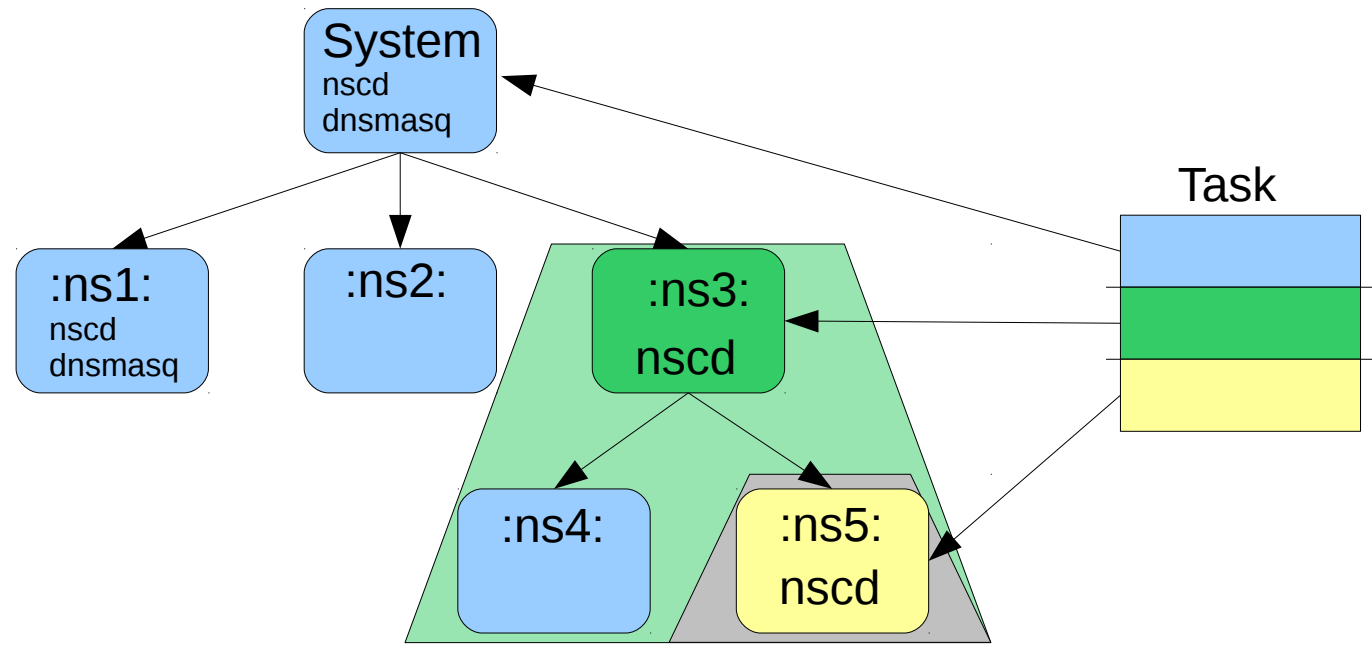 System
nscd
dnsmasq
Task
:ns1:
nscd
dnsmasq
:ns2:
:ns3:
nscd
:ns4:
:ns5:
nscd